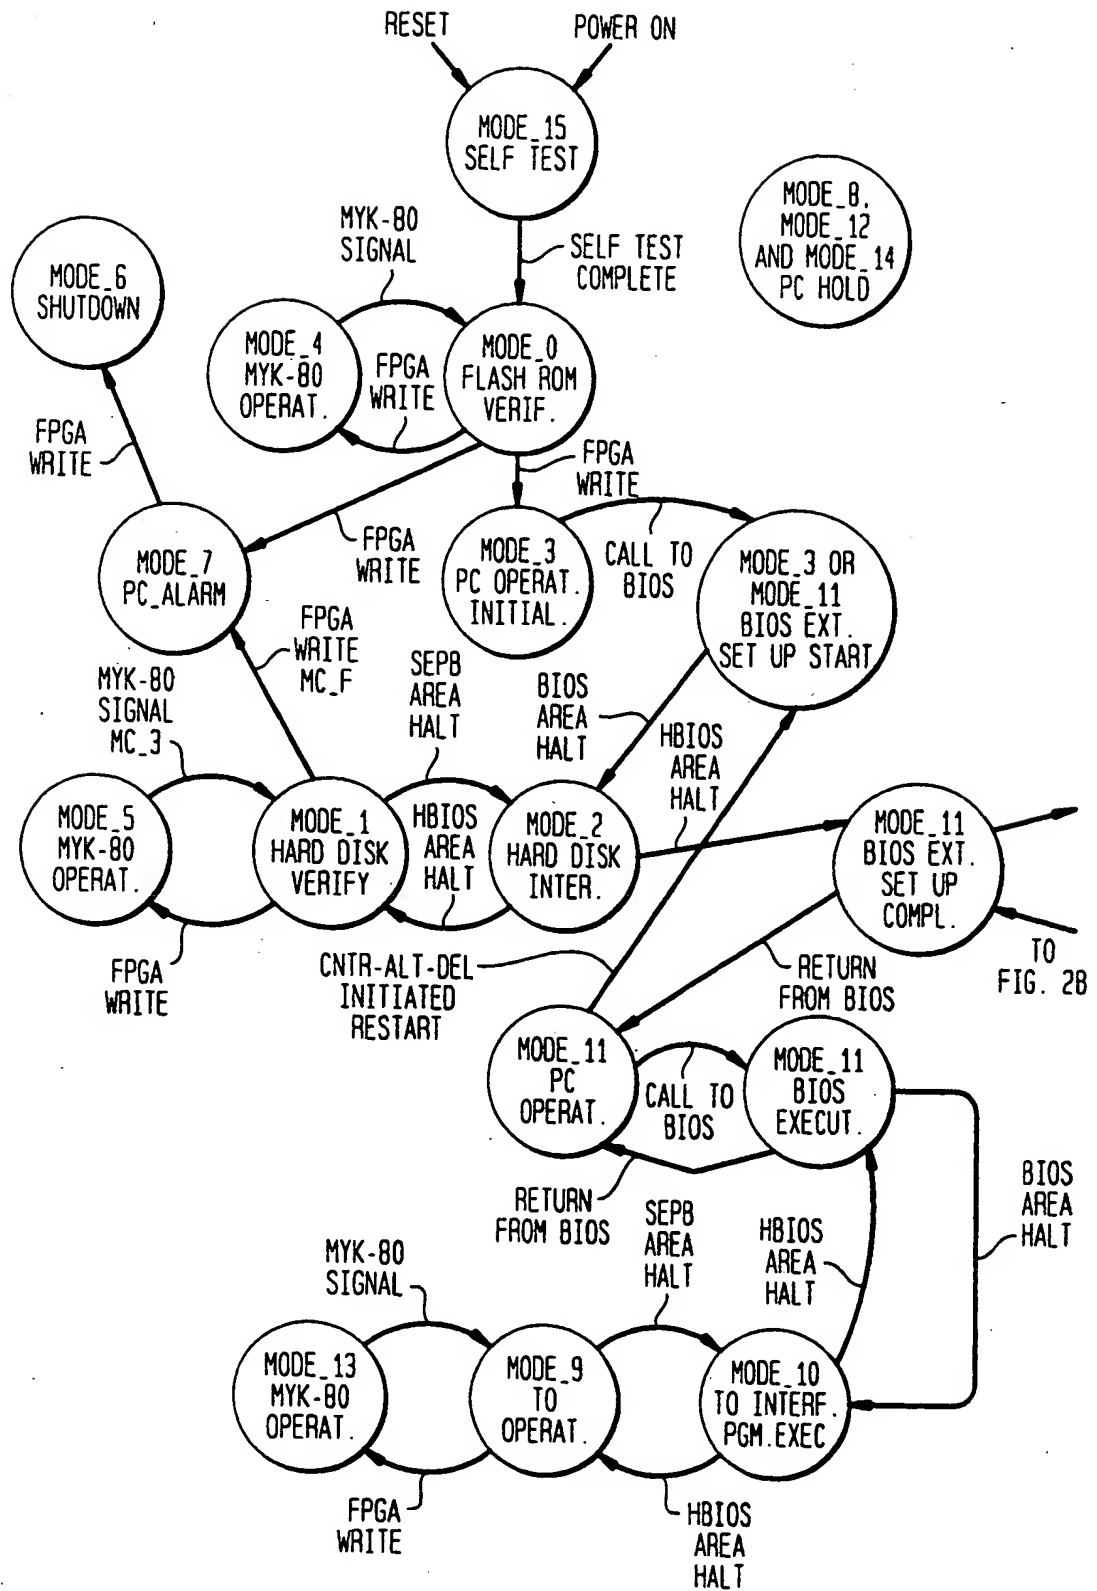 RESET
POWER ON
MODE_15
SELF TEST
MODE_8,
MODE_12
AND MODE_14
PC HOLD
MYK-80
SIGNAL
SELF TEST
COMPLETE
MODE_6
SHUTDOWN
MODE_4
MYK-80
OPERAT.
FPGA
WRITE
MODE_0
FLASH ROM
VERIF.
FPGA
WRITE
FPGA
WRITE
MODE_7
PC_ALARM
FPGA
WRITE
MODE_3
PC OPERAT.
INITIAL.
CALL TO
BIOS
MODE_3 OR
MODE_11
BIOS EXT.
SET UP START
FPGA
WRITE
MC_F
MYK-80
SIGNAL
MC_3
SEPB
AREA
HALT
BIOS
AREA
HALT
HBIOS
AREA
HALT
MODE_5
MYK-80
OPERAT.
MODE_1
HARD DISK
VERIFY
HBIOS
AREA
HALT
MODE_2
HARD DISK
INTER.
MODE_11
BIOS EXT.
SET UP
COMPL.
FPGA
WRITE
CNTR-ALT-DEL
INITIATED
RESTART
RETURN
FROM BIOS
TO
FIG. 2B
MODE_11
PC
OPERAT.
CALL TO
BIOS
MODE_11
BIOS
EXECUT.
RETURN
FROM BIOS
SEPB
AREA
HALT
HBIOS
AREA
HALT
BIOS
AREA
HALT
MYK-80
SIGNAL
MODE_13
MYK-80
OPERAT.
MODE_9
TO
OPERAT.
MODE_10
TO INTERF.
PGM.EXEC
FPGA
WRITE
HBIOS
AREA
HALT